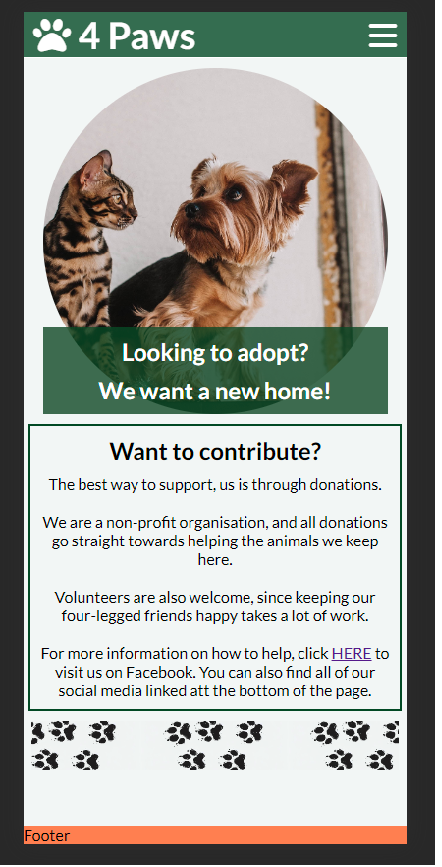 4 Paws
Looking to adopt?
We want a new home!
Want to contribute?
The best way to support, us is through donations.
We are a non-profit organisation, and all donations
go straight towards helping the animals we keep
here.
Volunteers are also welcome, since keeping our
four-legged friends happy takes a lot of work.
For more information on how to help, click HERE to
visit us on Facebook. You can also find all of our
social media linked att the bottom of the page.
Footer